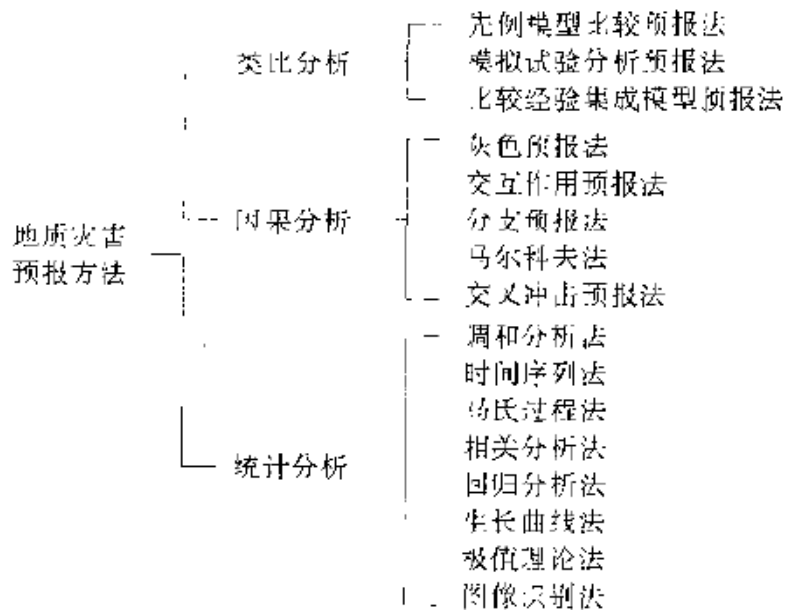 地质灾害
预报方法
类比分析
先例模型比较预报法
模拟试验分析预报法
比较经验集成模型预报法
因果分析
灰色预报法
交互作用预报法
分支预报法
马尔科夫法
交叉冲击预报法
统计分析
调和分析法
时间序列法
马氏过程法
相关分析法
回归分析法
生长曲线法
极值理论法
图像识别法